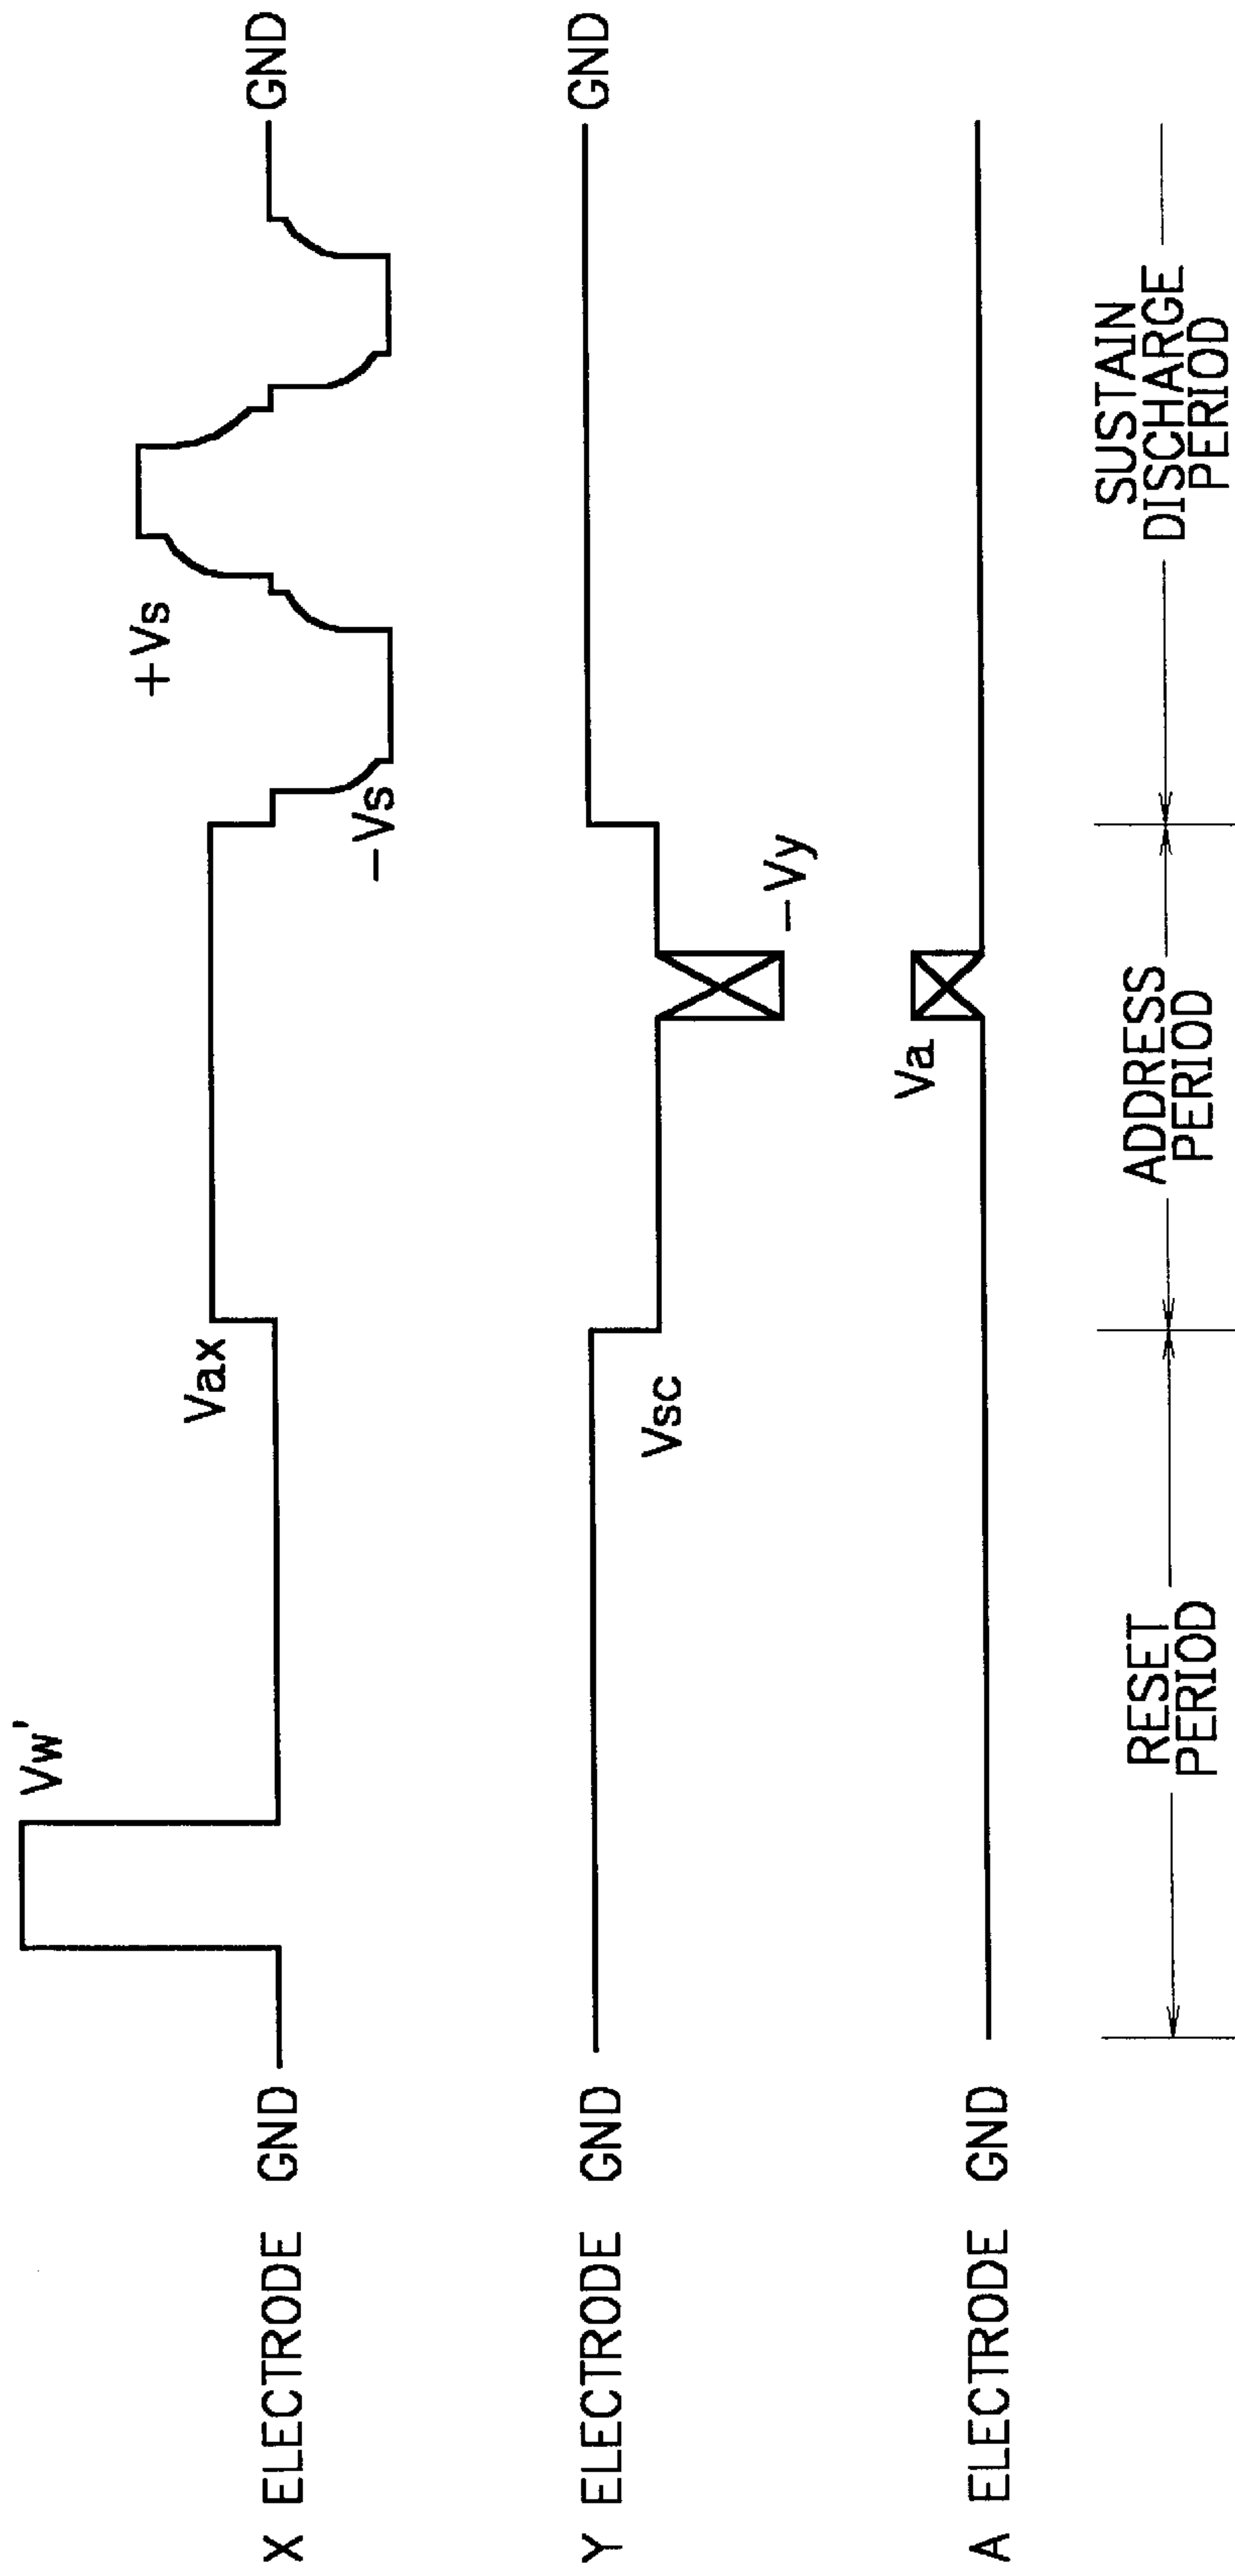 X ELECTRODE GND
Vw'
Vax
−Vs
+Vs
GND
Y ELECTRODE GND
Vsc
−Vy
GND
A ELECTRODE GND
Va
RESET
PERIOD
ADDRESS
PERIOD
SUSTAIN
DISCHARGE
PERIOD